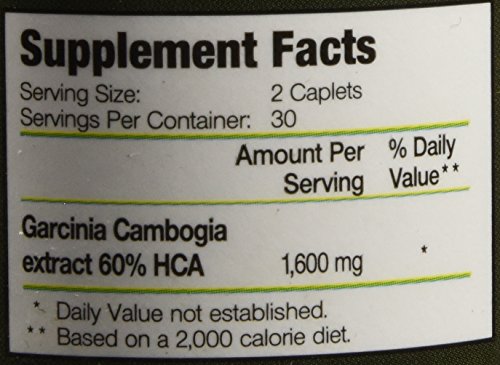 Supplement Facts
Serving Size: 2 Caplets
Servings Per Container: 30
Amount Per % Daily
Serving Value**
Garcinia Cambogia
extract 60% HCA 1,600 mg *
* Daily Value not established.
** Based on a 2,000 calorie diet.